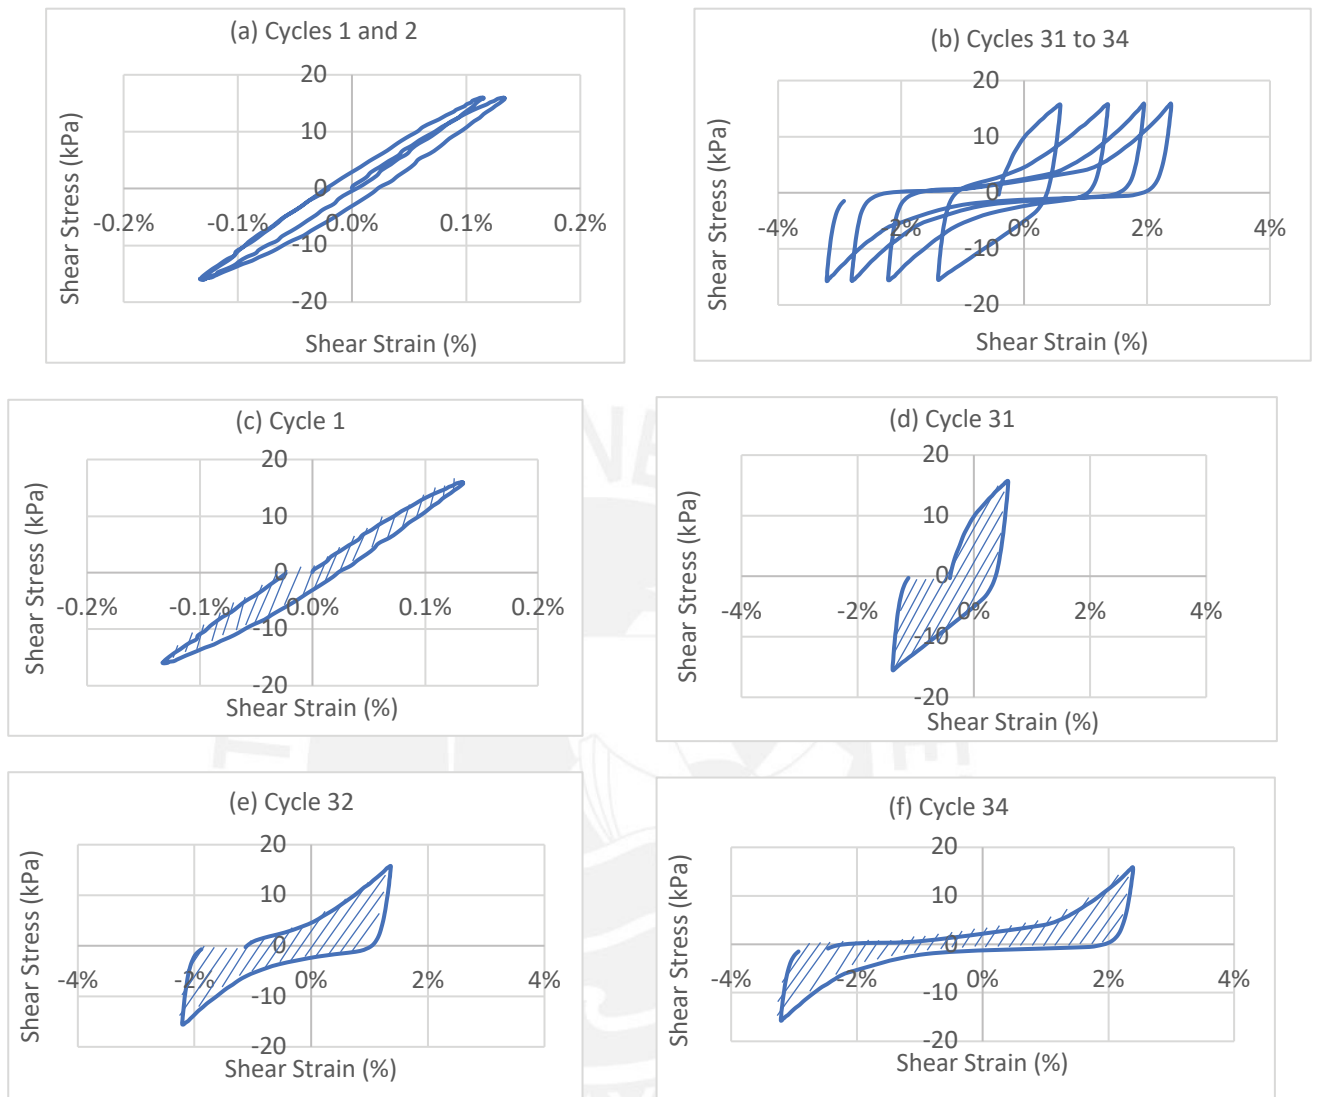 (a) Cycles 1 and 2
Shear Stress (kPa)
20
10
0
-10
-20
-0.2% -0.1% 0.0% 0.1% 0.2%
Shear Strain (%)
(b) Cycles 31 to 34
Shear Stress (kPa)
20
10
0
-10
-20
-4% -2% 0% 2% 4%
Shear Strain (%)
(c) Cycle 1
Shear Stress (kPa)
20
10
0
-10
-20
-0.2% -0.1% 0.0% 0.1% 0.2%
Shear Strain (%)
(d) Cycle 31
Shear Stress (kPa)
20
10
0
-10
-20
-4% -2% 0% 2% 4%
Shear Strain (%)
(e) Cycle 32
Shear Stress (kPa)
20
10
0
-10
-20
-4% -2% 0% 2% 4%
Shear Strain (%)
(f) Cycle 34
Shear Stress (kPa)
20
10
0
-10
-20
-4% -2% 0% 2% 4%
Shear Strain (%)